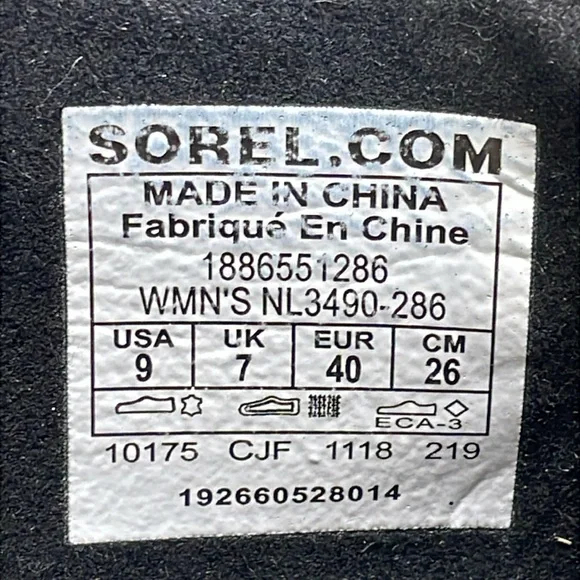 SOREL.COM
MADE IN CHINA
Fabriqué En Chine
1886551286
WMN'S NL3490-286
USA UK EUR CM
9 7 40 26
ECA-3
10175 CJF 1118 219
192660528014